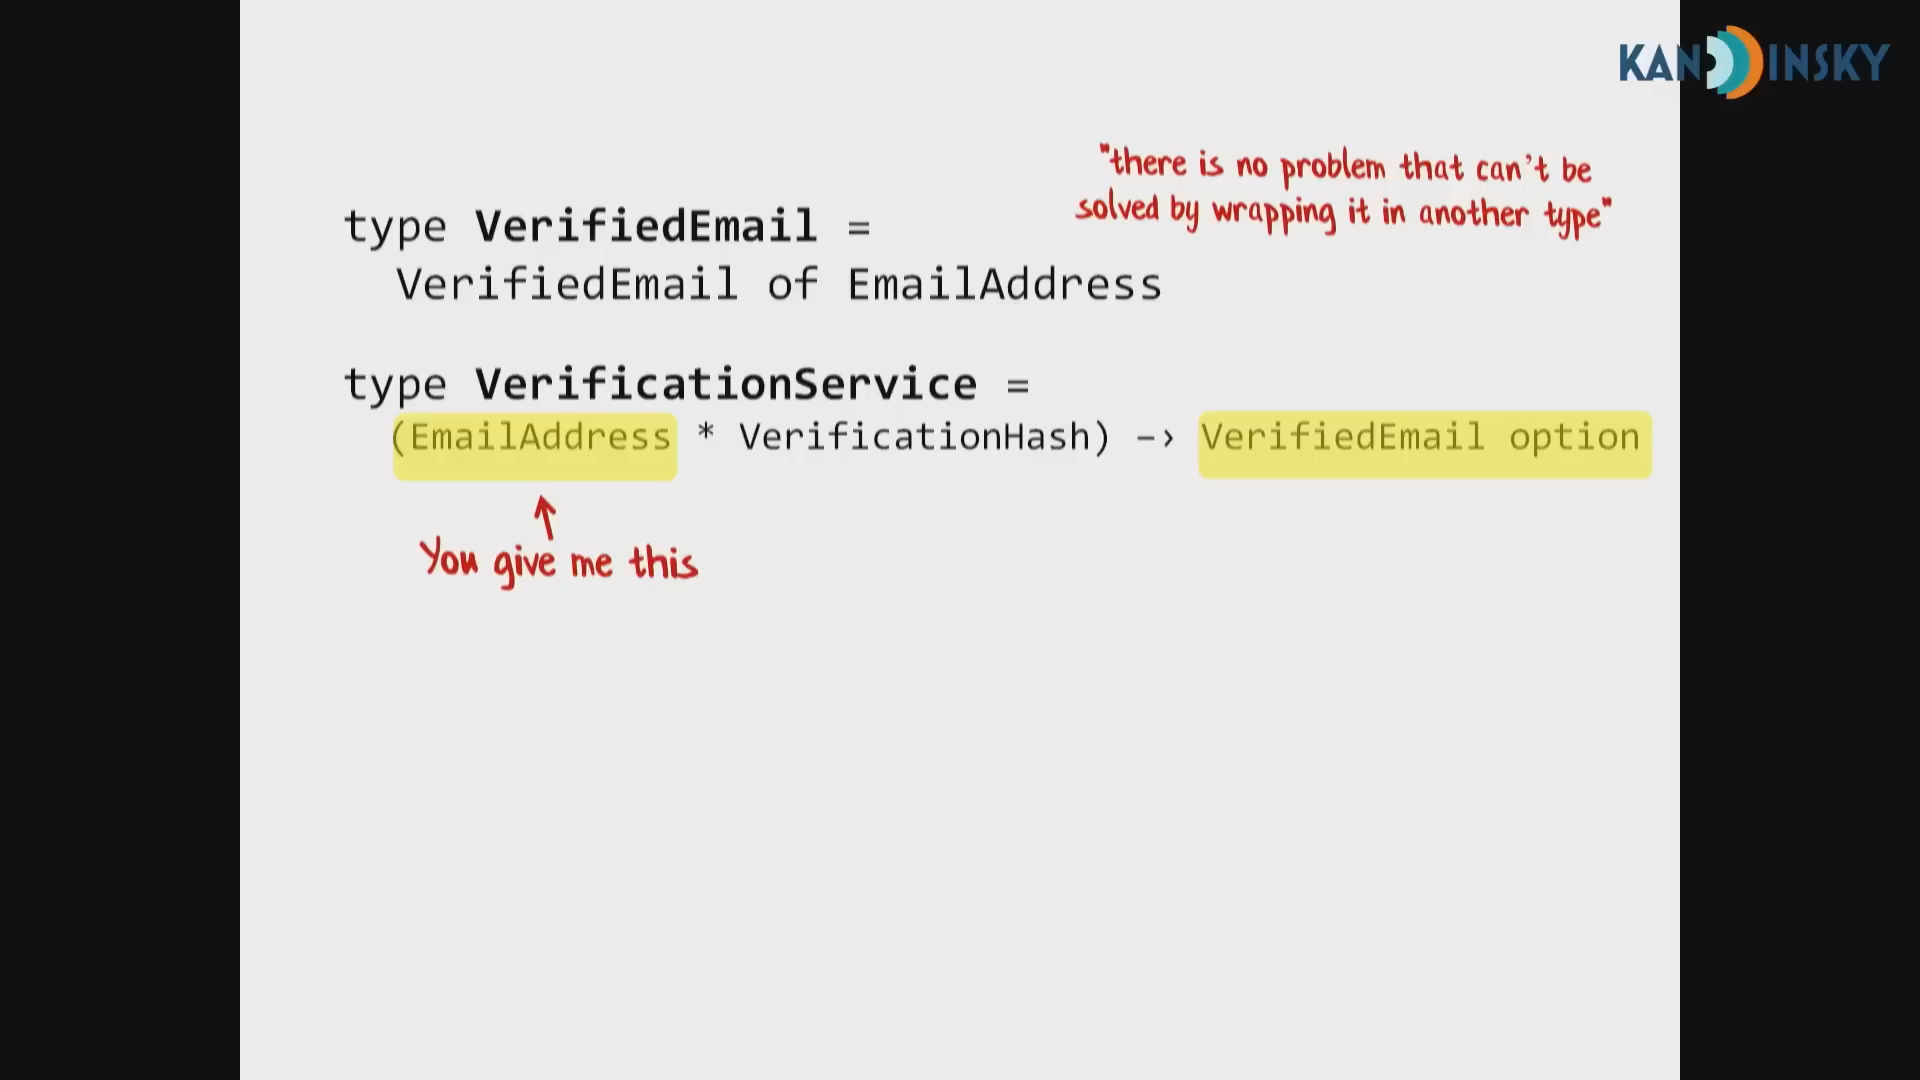 KANDDINSKY
"there is no problem that can't be
solved by wrapping it in another type"
type VerifiedEmail =
VerifiedEmail of EmailAddress
type VerificationService =
(EmailAddress * VerificationHash) –> VerifiedEmail option
You give me this